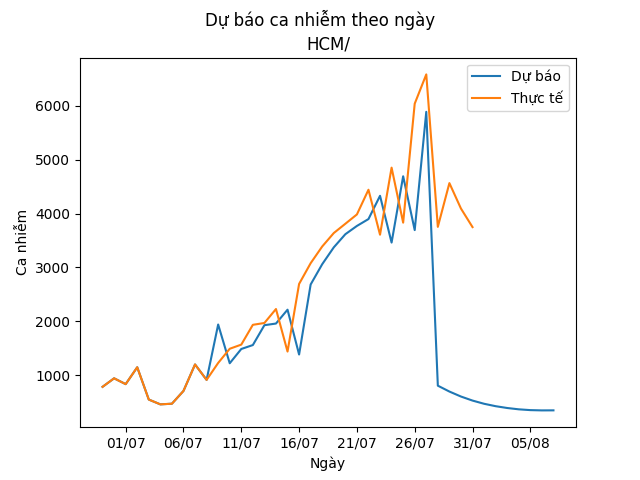 Dự báo ca nhiễm theo ngày
HCM/
Dự báo
Thực tế
6000
5000
4000
3000
2000
1000
Ca nhiễm
01/07 06/07 11/07 16/07 21/07 26/07 31/07 05/08
Ngày